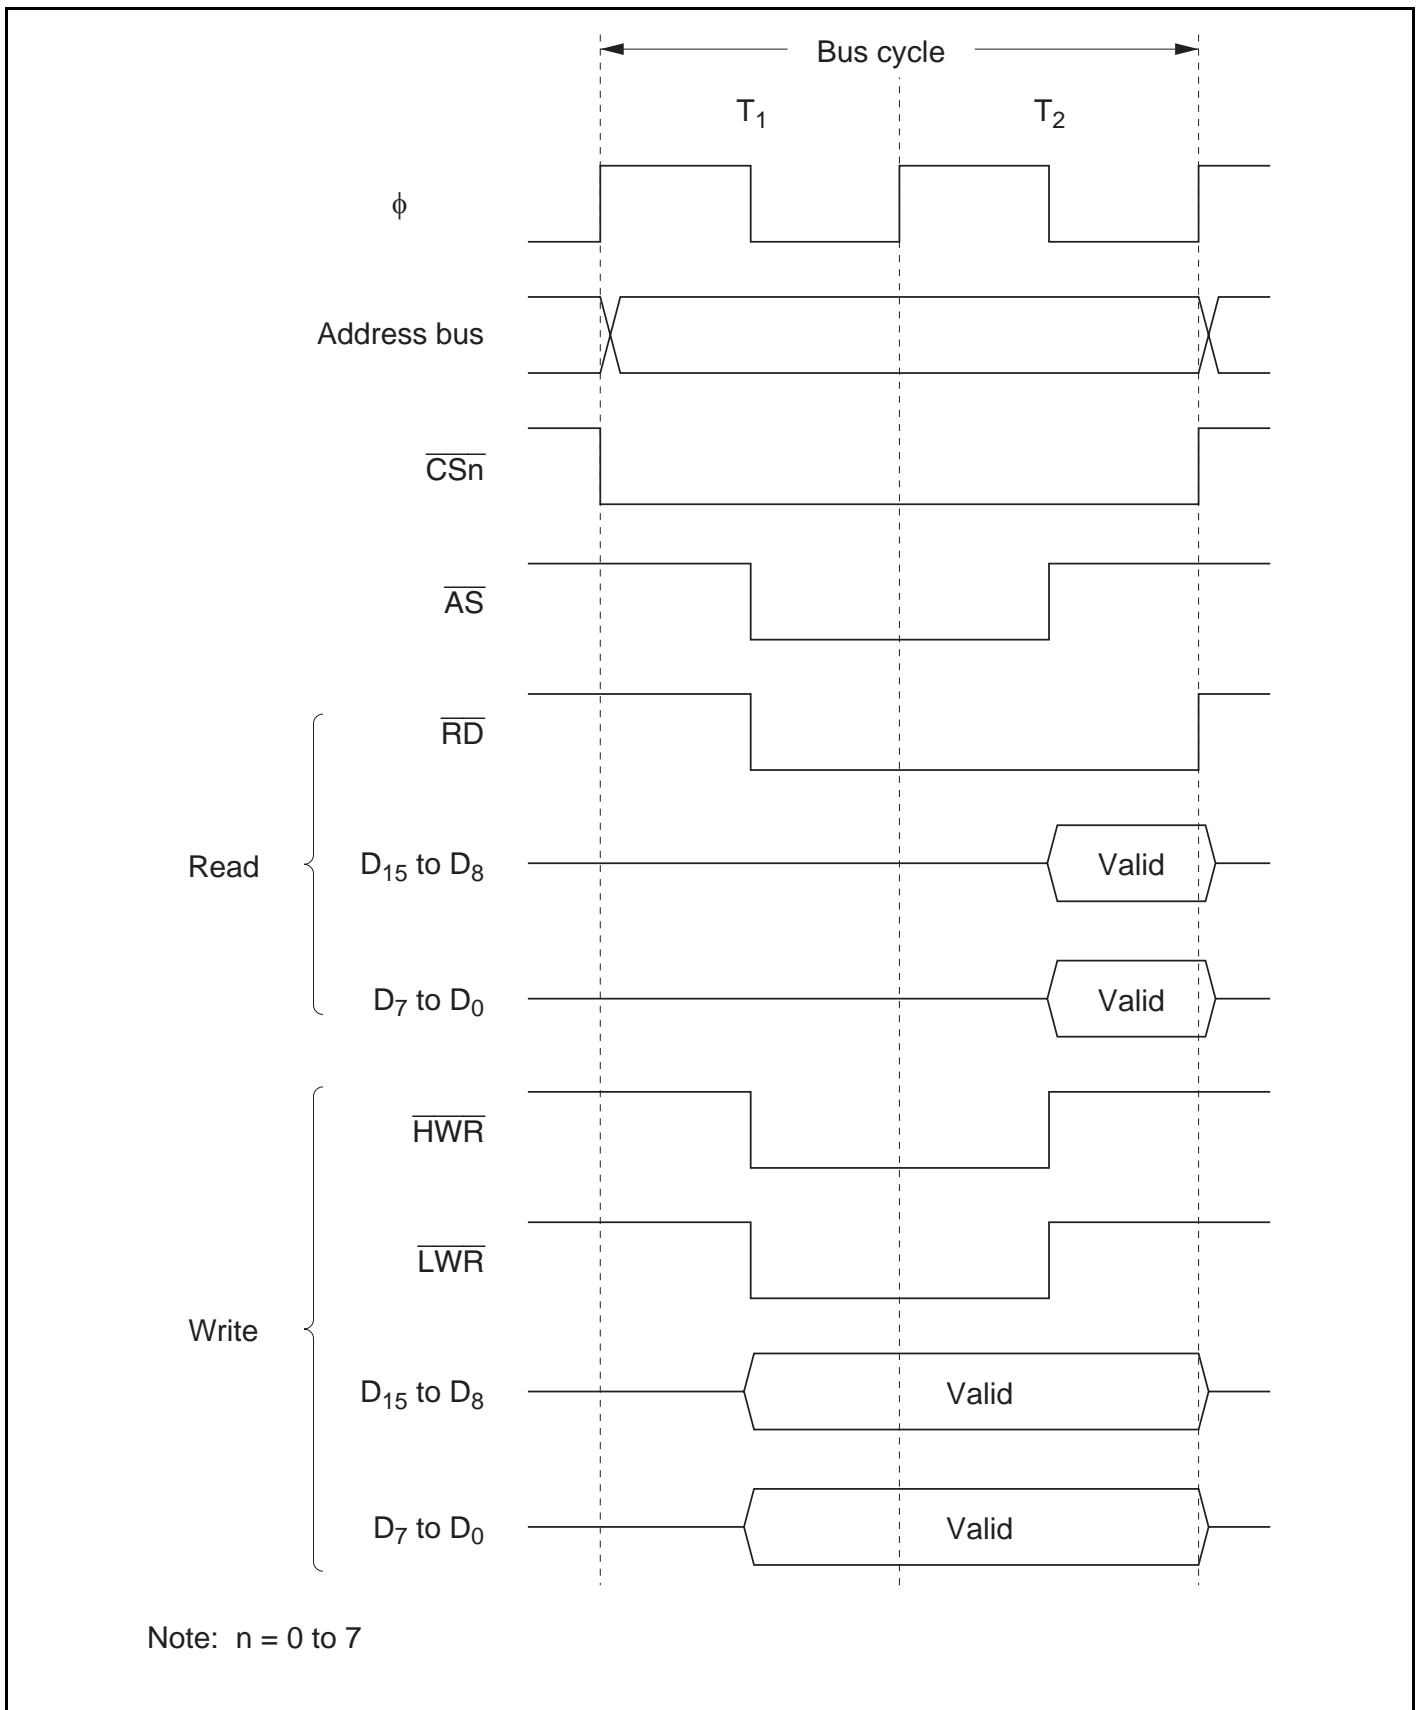 Bus cycle
T1 T2
ϕ
Address bus
CSn
AS
RD
Read
D15 to D8 Valid
D7 to D0 Valid
HWR
LWR
Write
D15 to D8 Valid
D7 to D0 Valid
Note: n = 0 to 7